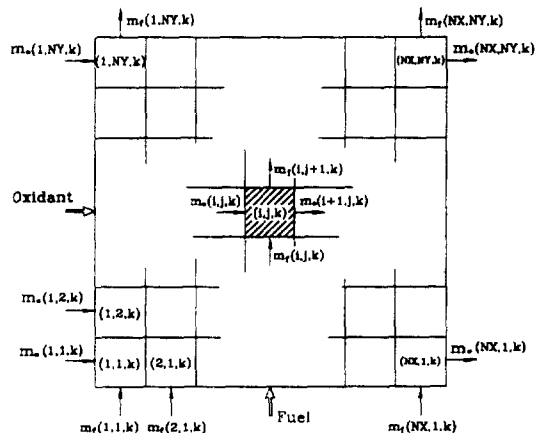 m_f(1,NY,k) m_f(NX,NY,k)
m_o(1,NY,k) (1,NY,k) (NX,NY,k) m_o(NX,NY,k)
m_f(i,j+1,k)
Oxidant m_o(i,j,k) (i,j,k) m_o(i+1,j,k)
m_f(i,j,k)
m_o(1,2,k) (1,2,k)
m_o(1,1,k) (1,1,k) (2,1,k) (NX,1,k) m_o(NX,1,k)
Fuel
m_f(1,1,k) m_f(2,1,k) m_f(NX,1,k)